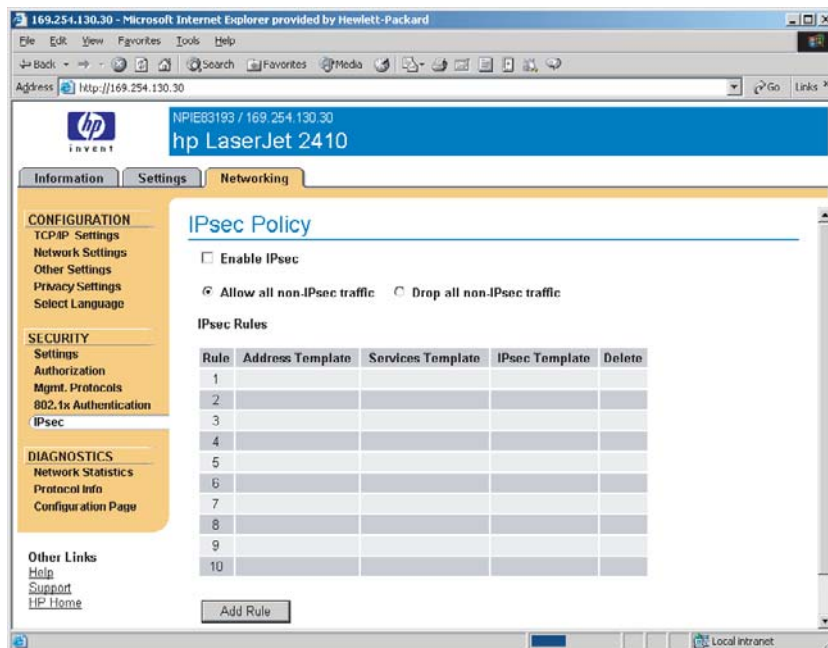 169.254.130.30 - Microsoft Internet Explorer provided by Hewlett-Packard
File Edit View Favorites Tools Help
Back Search Favorites Media
Address http://169.254.130.30 Go Links
hp
invent
NPIE83193 / 169.254.130.30
hp LaserJet 2410
Information Settings Networking
CONFIGURATION
TCP/IP Settings
Network Settings
Other Settings
Privacy Settings
Select Language
SECURITY
Settings
Authorization
Mgmt. Protocols
802.1x Authentication
IPsec
DIAGNOSTICS
Network Statistics
Protocol Info
Configuration Page
Other Links
Help
Support
HP Home
IPsec Policy
Enable IPsec
Allow all non-IPsec traffic Drop all non-IPsec traffic
IPsec Rules
Rule Address Template Services Template IPsec Template Delete
1
2
3
4
5
6
7
8
9
10
Add Rule
Local intranet